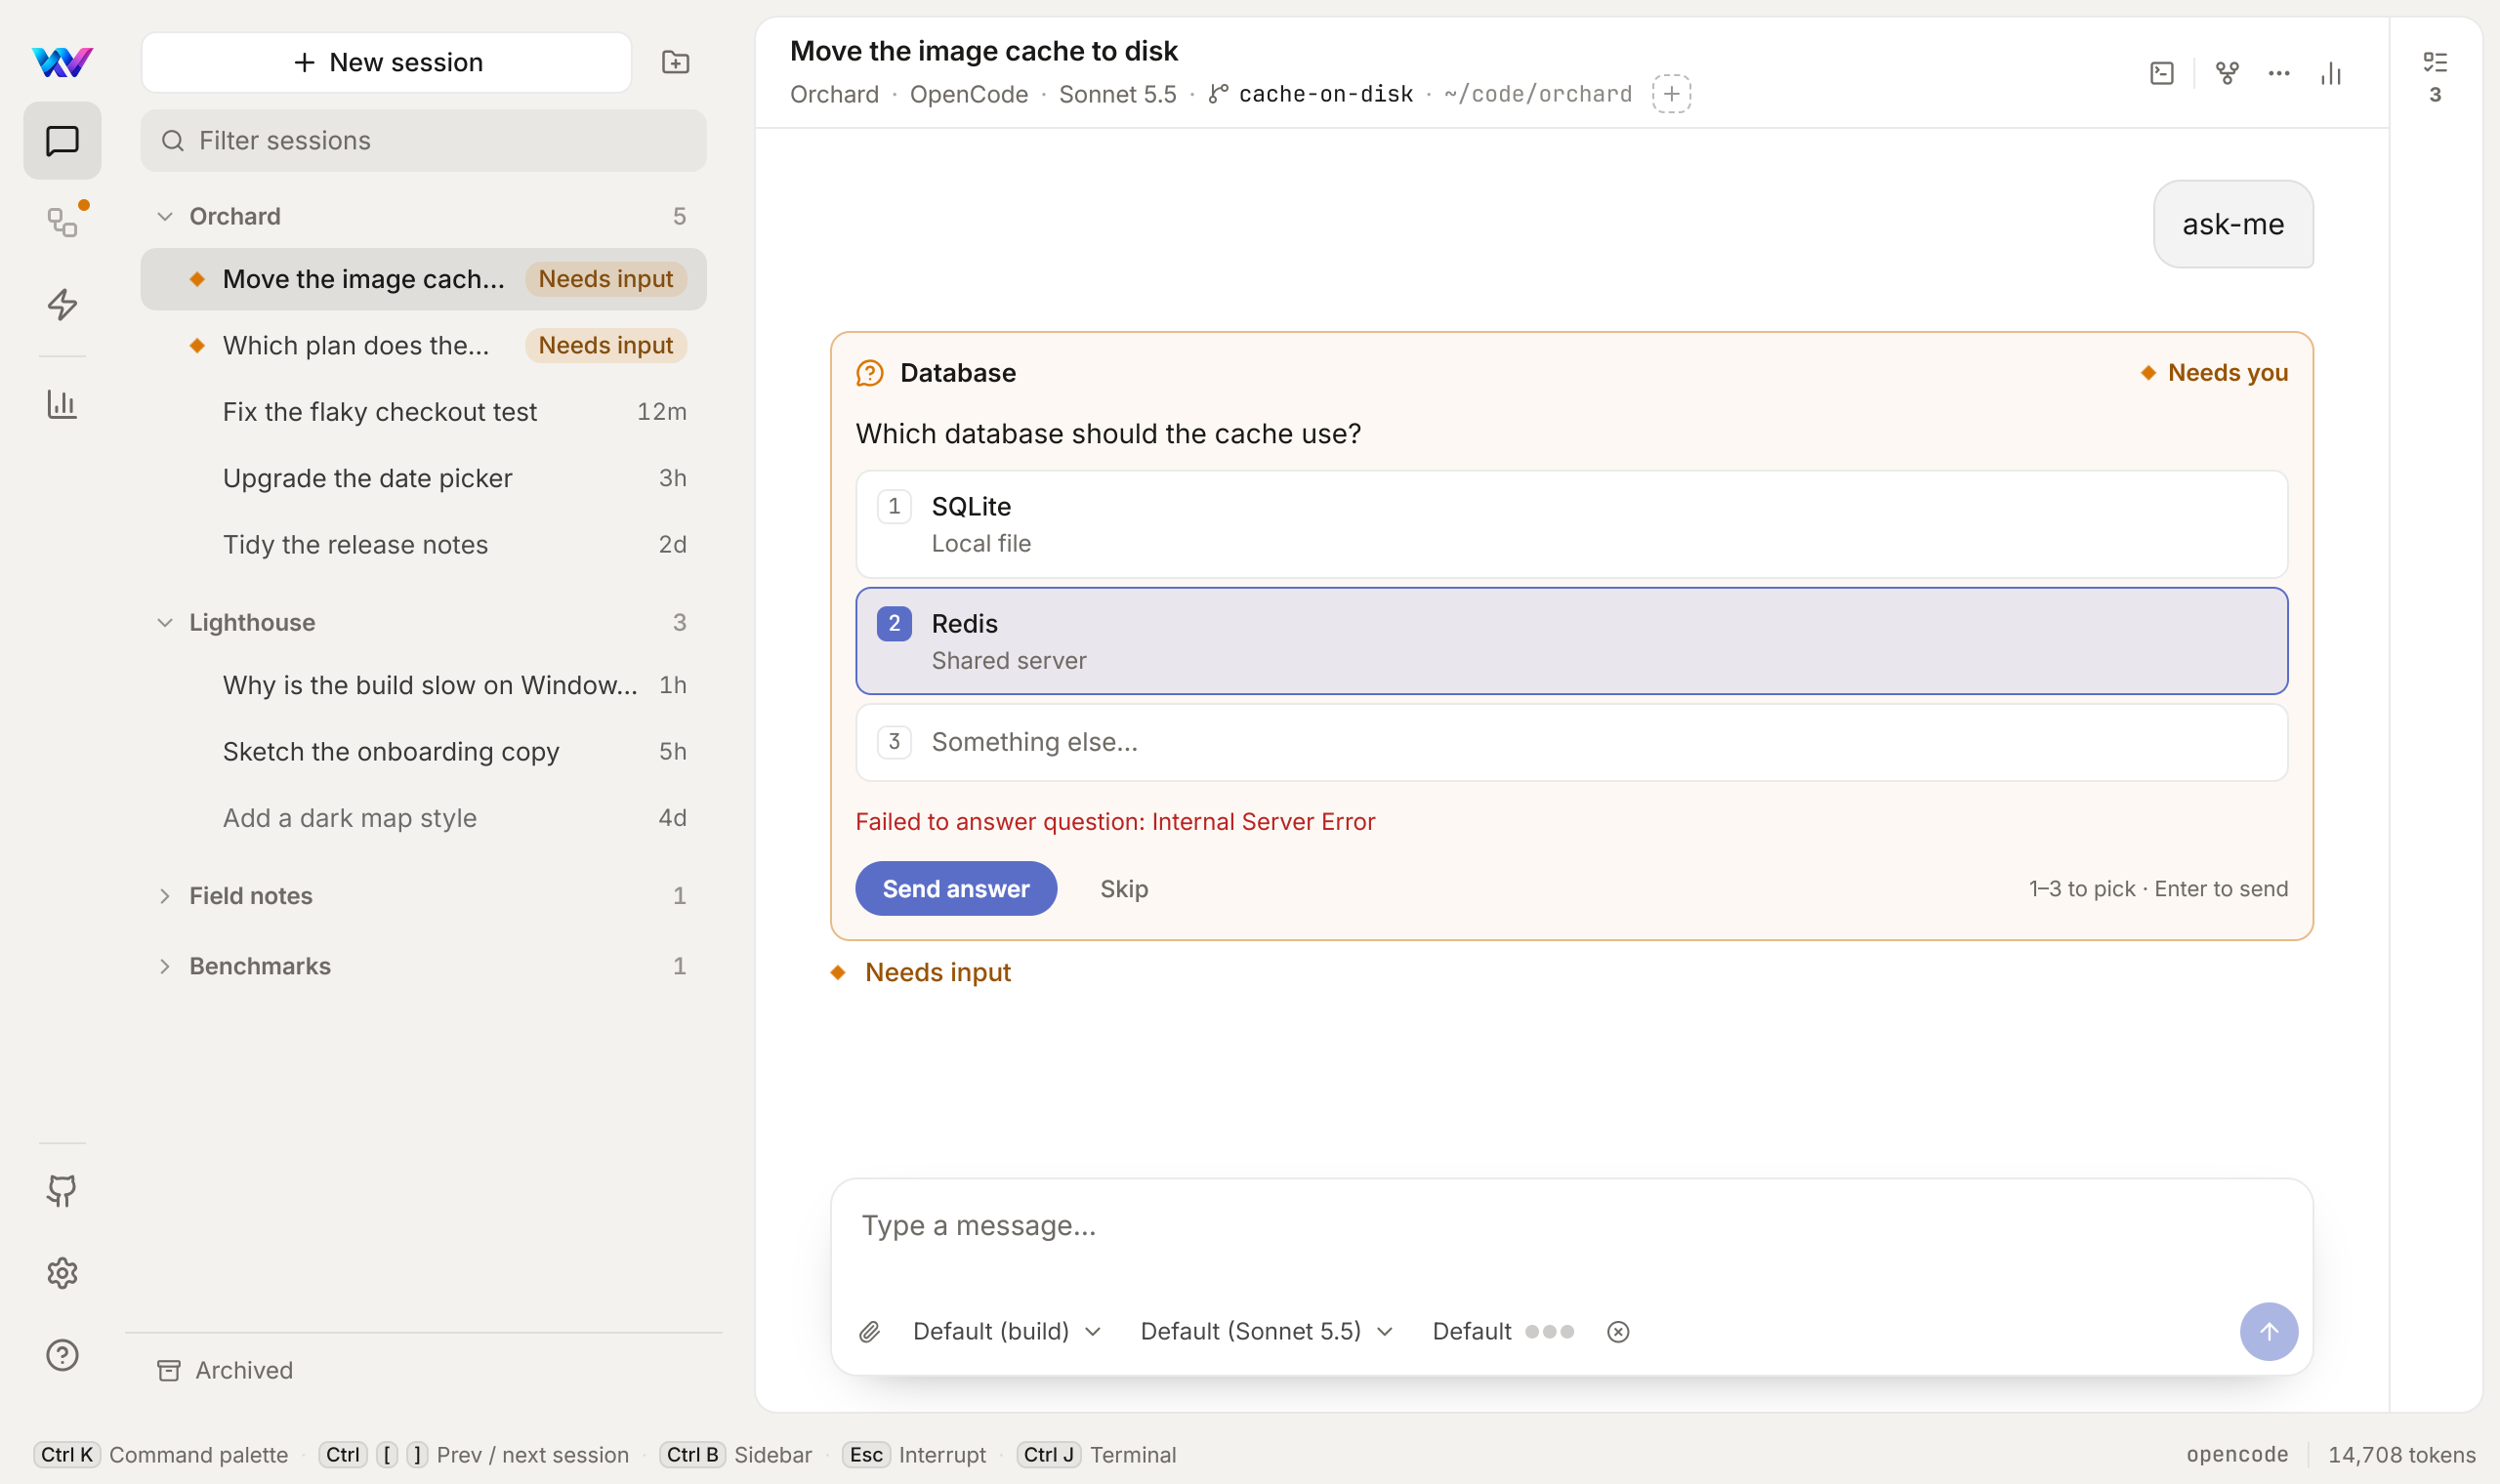 New session
Filter sessions
Orchard 5
Move the image cach... Needs input
Which plan does the... Needs input
Fix the flaky checkout test 12m
Upgrade the date picker 3h
Tidy the release notes 2d
Lighthouse 3
Why is the build slow on Window... 1h
Sketch the onboarding copy 5h
Add a dark map style 4d
Field notes 1
Benchmarks 1
Archived
Move the image cache to disk
Orchard · OpenCode · Sonnet 5.5 · cache-on-disk · ~/code/orchard
3
ask-me
Database Needs you
Which database should the cache use?
1 SQLite
Local file
2 Redis
Shared server
3 Something else...
Failed to answer question: Internal Server Error
Send answer Skip 1–3 to pick · Enter to send
Needs input
Type a message...
Default (build) Default (Sonnet 5.5) Default
Ctrl K Command palette · Ctrl [ ] Prev / next session · Ctrl B Sidebar · Esc Interrupt · Ctrl J Terminal opencode 14,708 tokens